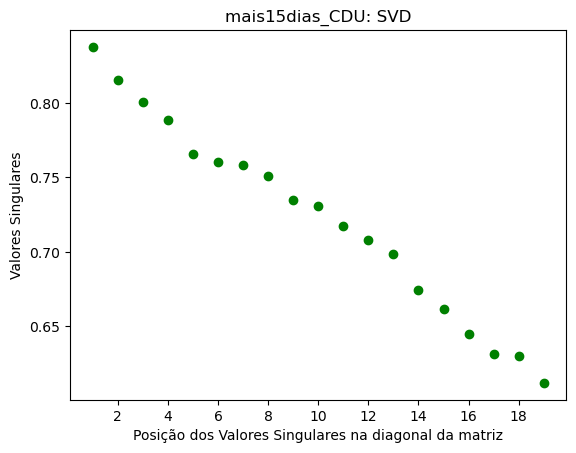 mais15dias_CDU: SVD
Valores Singulares
0.80
0.75
0.70
0.65
2 4 6 8 10 12 14 16 18
Posição dos Valores Singulares na diagonal da matriz